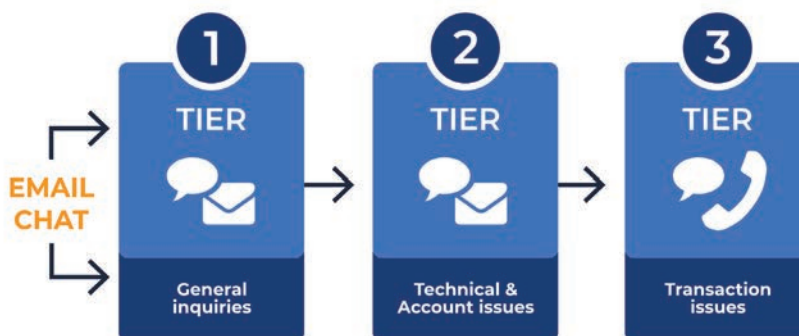 EMAIL
CHAT
1
TIER
General
inquiries
2
TIER
Technical &
Account issues
3
TIER
Transaction
issues